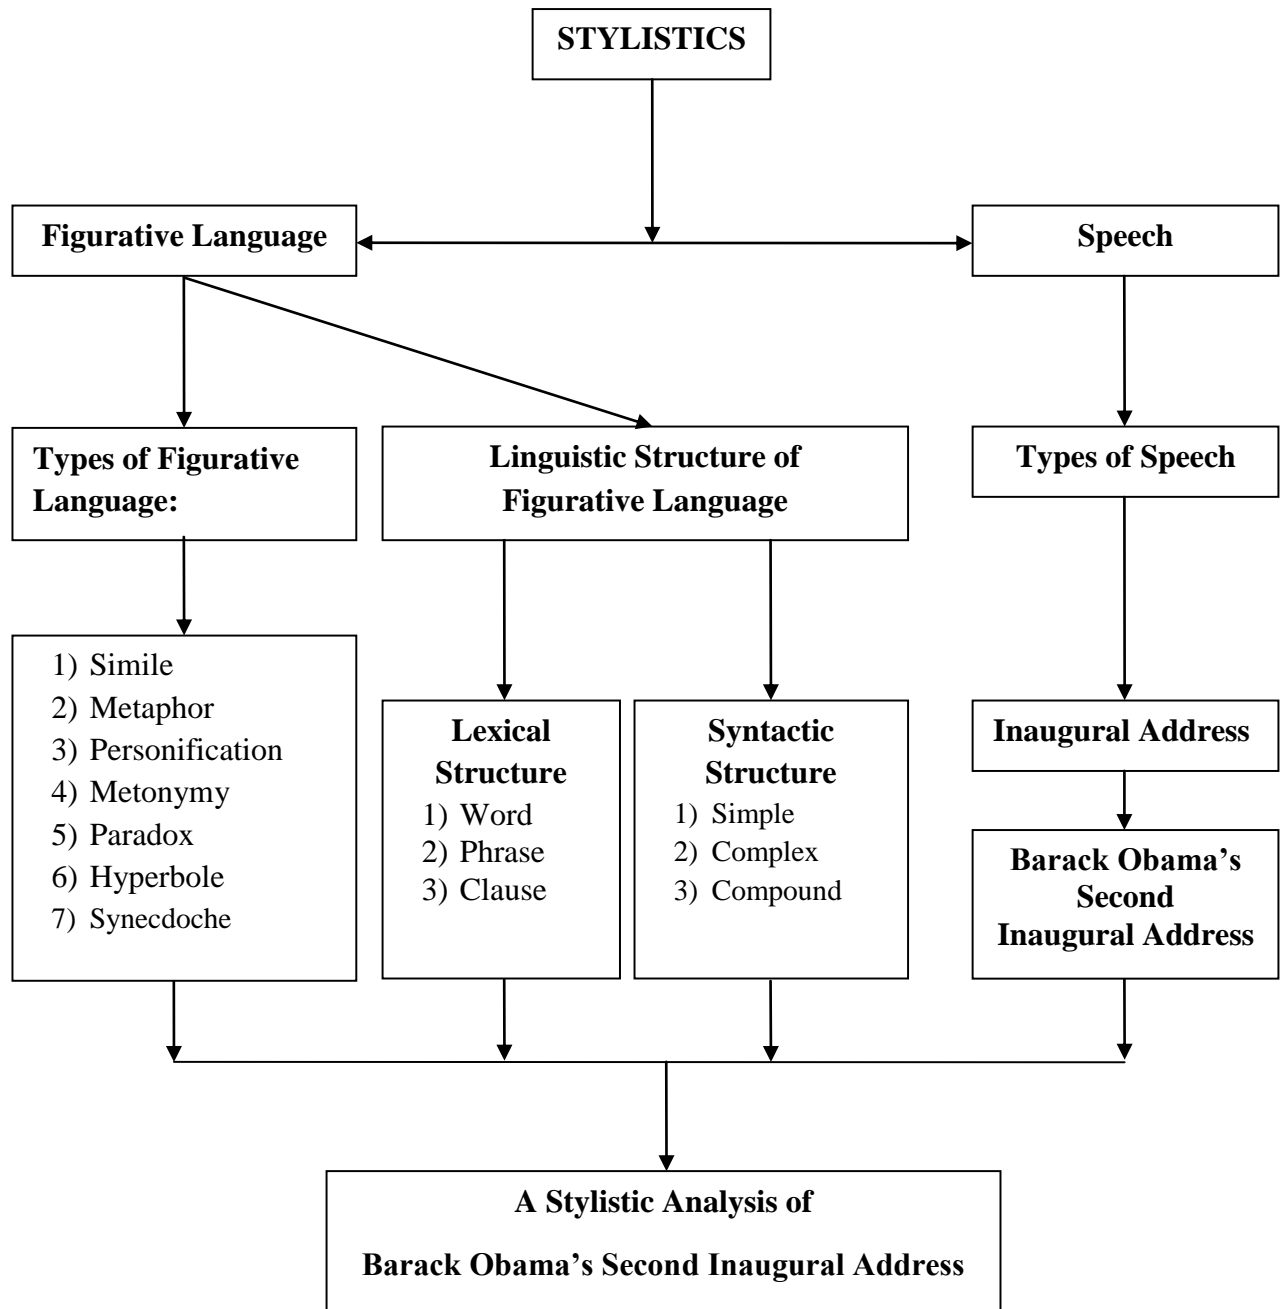 STYLISTICS
Figurative Language
Speech
Types of Figurative
Language:
Linguistic Structure of
Figurative Language
Types of Speech
1) Simile
2) Metaphor
3) Personification
4) Metonymy
5) Paradox
6) Hyperbole
7) Synecdoche
Lexical
Structure
1) Word
2) Phrase
3) Clause
Syntactic
Structure
1) Simple
2) Complex
3) Compound
Inaugural Address
Barack Obama’s
Second
Inaugural Address
A Stylistic Analysis of
Barack Obama’s Second Inaugural Address